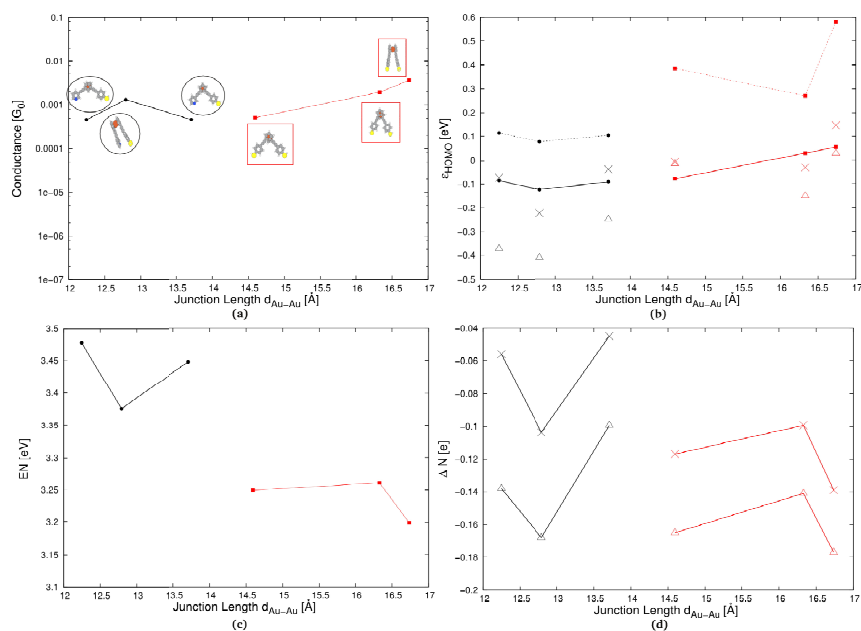 0.1
0.01
0.001
0.0001
1e-05
1e-06
1e-07
Conductance [G0]
12 12.5 13 13.5 14 14.5 15 15.5 16 16.5 17
Junction Length dAu−Au [Å]
(a)
0.6
0.5
0.4
0.3
0.2
0.1
0
-0.1
-0.2
-0.3
-0.4
-0.5
εHOMO [eV]
12 12.5 13 13.5 14 14.5 15 15.5 16 16.5 17
Junction Length dAu−Au [Å]
(b)
3.5
3.45
3.4
3.35
3.3
3.25
3.2
3.15
3.1
EN [eV]
12 12.5 13 13.5 14 14.5 15 15.5 16 16.5 17
Junction Length dAu−Au [Å]
(c)
-0.04
-0.06
-0.08
-0.1
-0.12
-0.14
-0.16
-0.18
-0.2
Δ N [e]
12 12.5 13 13.5 14 14.5 15 15.5 16 16.5 17
Junction Length dAu−Au [Å]
(d)